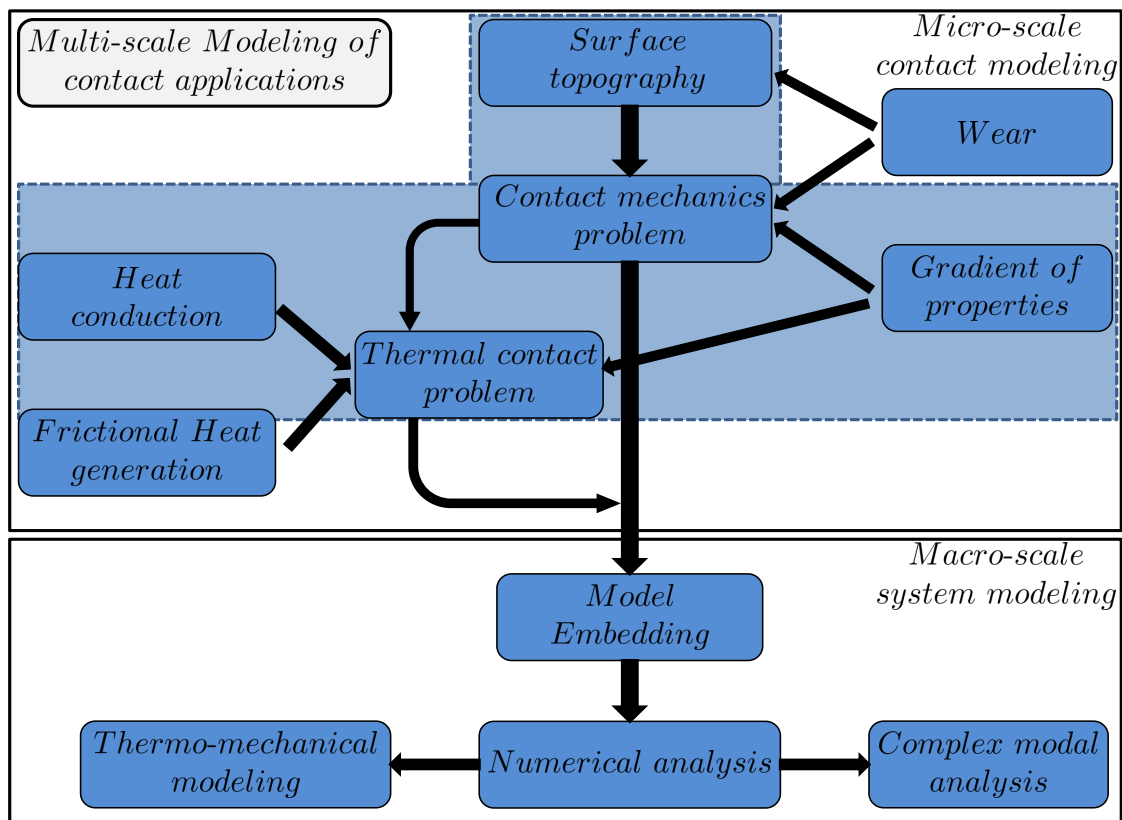 Multi-scale Modeling of
contact applications
Surface
topography
Micro-scale
contact modeling
Wear
Contact mechanics
problem
Heat
conduction
Gradient of
properties
Thermal contact
problem
Frictional Heat
generation
Macro-scale
system modeling
Model
Embedding
Thermo-mechanical
modeling
Numerical analysis
Complex modal
analysis